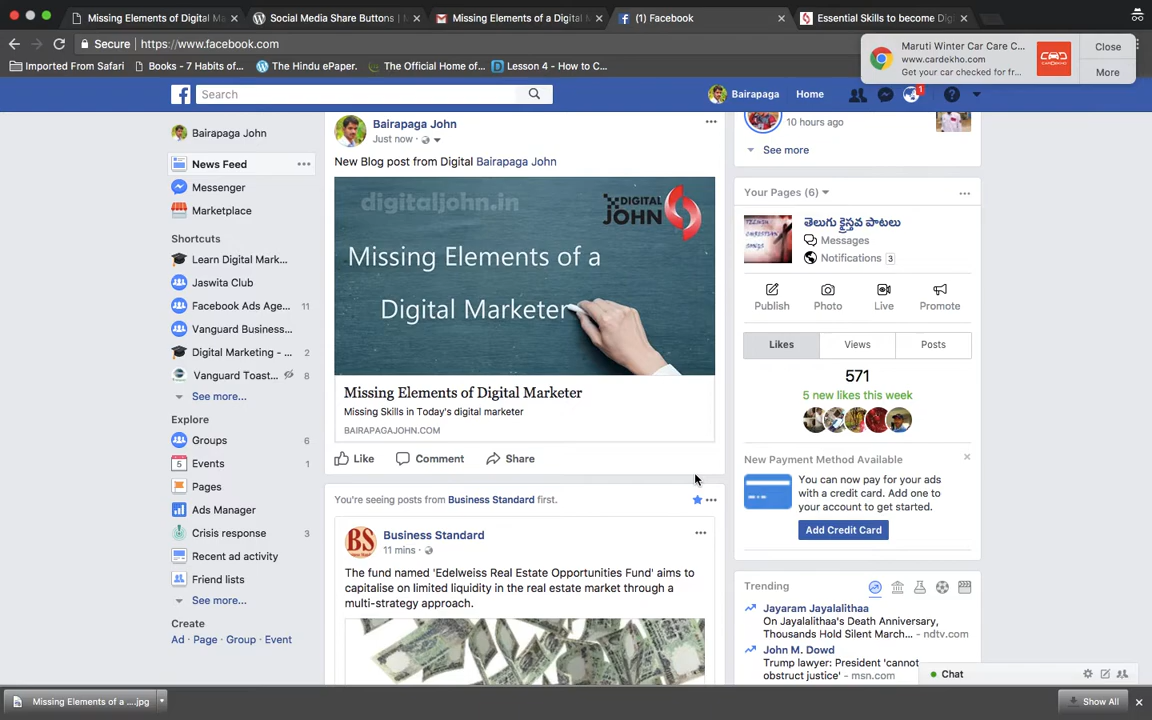 Missing Elements of Digital Ma
Social Media Share Buttons |
Missing Elements of a Digital
(1) Facebook
Essential Skills to become Dig
Secure
https://www.facebook.com
Imported From Safari
Books - 7 Habits of...
The Hindu ePaper.
The Official Home of...
Lesson 4 - How to C...
Maruti Winter Car Care C...
www.cardekho.com
Get your car checked for fr...
Close
More
Search
Bairapaga
Home
1
Bairapaga John
News Feed
Messenger
Marketplace
Shortcuts
Learn Digital Mark...
Jaswita Club
Facebook Ads Age... 11
Vanguard Business...
Digital Marketing - ... 2
Vanguard Toast... 8
See more...
Explore
Groups 6
Events 1
Pages
Ads Manager
Crisis response 3
Recent ad activity
Friend lists
See more...
Create
Ad · Page · Group · Event
Bairapaga John
Just now ·
New Blog post from Digital Bairapaga John
digitaljohn.in
DIGITAL
JOHN
Missing Elements of a
Digital Marketer
Missing Elements of Digital Marketer
Missing Skills in Today's digital marketer
BAIRAPAGAJOHN.COM
Like Comment Share
You're seeing posts from Business Standard first.
BS
Business Standard
11 mins ·
The fund named 'Edelweiss Real Estate Opportunities Fund' aims to
capitalise on limited liquidity in the real estate market through a
multi-strategy approach.
10 hours ago
See more
Your Pages (6)
తెలుగు క్రైస్తవ పాటలు
Messages
Notifications 3
Publish Photo Live Promote
Likes Views Posts
571
5 new likes this week
New Payment Method Available
You can now pay for your ads
with a credit card. Add one to
your account to get started.
Add Credit Card
Trending
Jayaram Jayalalithaa
On Jayalalithaa's Death Anniversary,
Thousands Hold Silent March... - ndtv.com
John M. Dowd
Trump lawyer: President 'cannot
obstruct justice' - msn.com
Chat
Missing Elements of a ....jpg
Show All